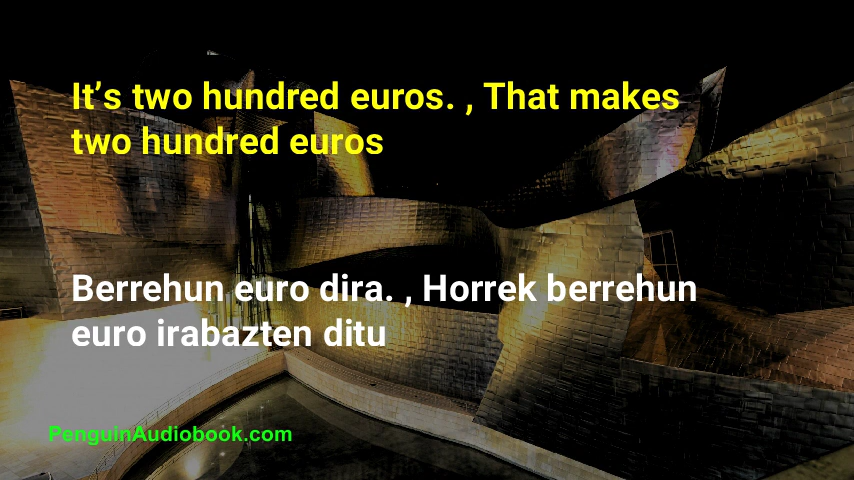 It’s two hundred euros. , That makes
two hundred euros
Berrehun euro dira. , Horrek berrehun
euro irabazten ditu
PenguinAudiobook.com